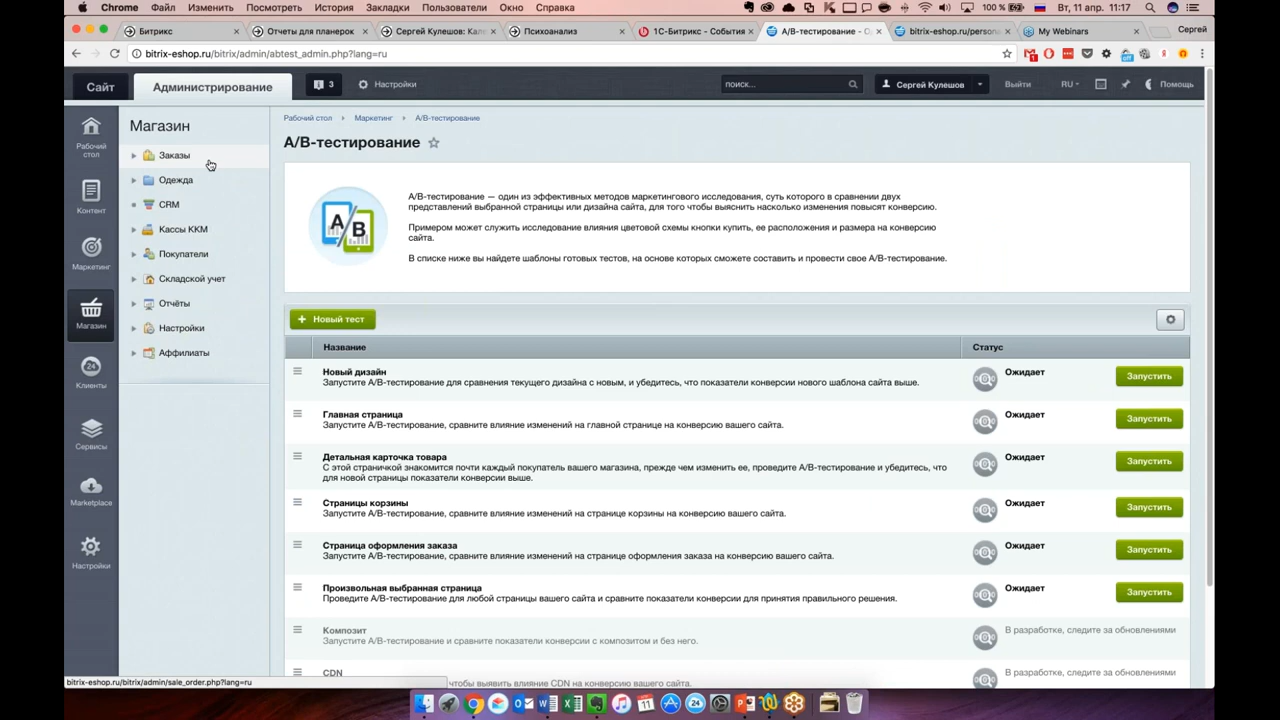 Chrome Файл Изменить Посмотреть История Закладки Пользователи Окно Справка 100 % Вт, 11 апр. 11:17
Битрикс Отчеты для планерок Сергей Кулешов: Кале Психоанализ 1С-Битрикс - События A/B-тестирование - О bitrix-eshop.ru/persona My Webinars Сергей
bitrix-eshop.ru/bitrix/admin/abtest_admin.php?lang=ru
Сайт Администрирование 3 Настройки поиск... Сергей Кулешов Выйти RU Помощь
Рабочий стол Маркетинг A/B-тестирование
Магазин
A/B-тестирование
Рабочий
стол
Контент
Маркетинг
Магазин
Клиенты
24
Сервисы
Marketplace
Настройки
Заказы
Одежда
CRM
Кассы ККМ
Покупатели
Складской учет
Отчёты
Настройки
Аффилиаты
A/B
A/B-тестирование — один из эффективных методов маркетингового исследования, суть которого в сравнении двух
представлений выбранной страницы или дизайна сайта, для того чтобы выяснить насколько изменения повысят конверсию.
Примером может служить исследование влияния цветовой схемы кнопки купить, ее расположения и размера на конверсию
сайта.
В списке ниже вы найдете шаблоны готовых тестов, на основе которых сможете составить и провести свое A/B-тестирование.
+ Новый тест
Название Статус
Новый дизайн Ожидает Запустить
Запустите A/B-тестирование для сравнения текущего дизайна с новым, и убедитесь, что показатели конверсии нового шаблона сайта выше.
Главная страница Ожидает Запустить
Запустите A/B-тестирование, сравните влияние изменений на главной странице на конверсию вашего сайта.
Детальная карточка товара Ожидает Запустить
С этой страничкой знакомится почти каждый покупатель вашего магазина, прежде чем изменить ее, проведите A/B-тестирование и убедитесь, что
для новой страницы показатели конверсии выше.
Страницы корзины Ожидает Запустить
Запустите A/B-тестирование, сравните влияние изменений на странице корзины на конверсию вашего сайта.
Страница оформления заказа Ожидает Запустить
Запустите A/B-тестирование, сравните влияние изменений на странице оформления заказа на конверсию вашего сайта.
Произвольная выбранная страница Ожидает Запустить
Проведите A/B-тестирование для любой страницы вашего сайта и сравните показатели конверсии для принятия правильного решения.
Композит В разработке, следите за обновлениями
Запустите A/B-тестирование и сравните показатели конверсии с композитом и без него.
CDN В разработке, следите за обновлениями
чтобы выявить влияние CDN на конверсию вашего сайта.
bitrix-eshop.ru/bitrix/admin/sale_order.php?lang=ru